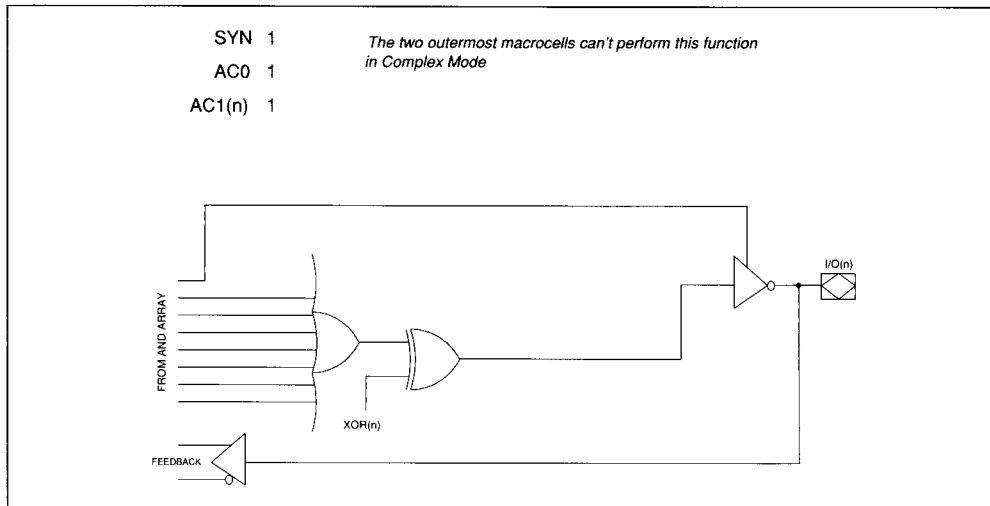 SYN 1
The two outermost macrocells can't perform this function
in Complex Mode
AC0 1
AC1(n) 1
I/O(n)
FROM AND ARRAY
XOR(n)
FEEDBACK